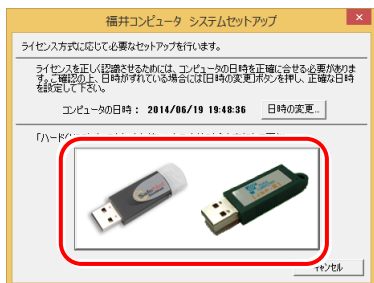 福井コンピュータ システムセットアップ
ライセンス方式に応じて必要なセットアップを行います。
ライセンスを正しく認識させるためには、コンピュータの日時を正確に合せる必要がありま
す。ご確認の上、日時がずれている場合には[日時の変更]ボタンを押し、正確な日時
を設定して下さい。
コンピュータの日時： 2014/06/19 19:48:36 日時の変更...
「ハード